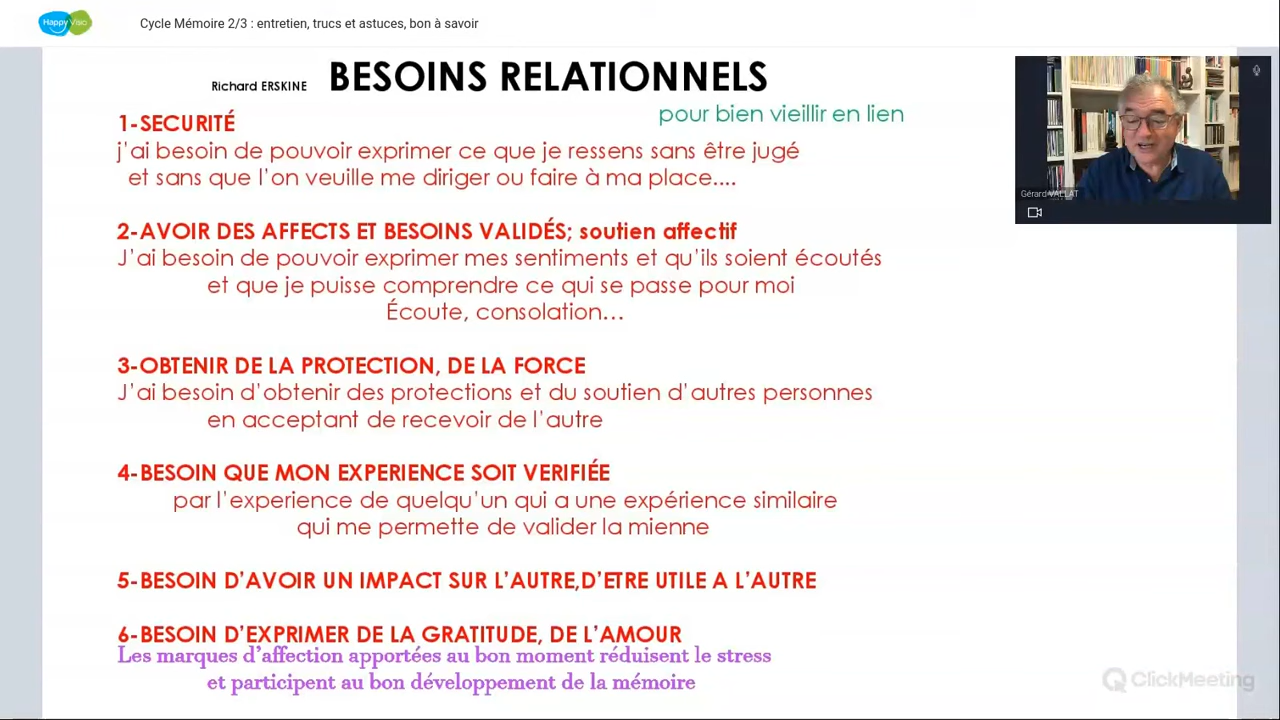 Happy Visio
Cycle Mémoire 2/3 : entretien, trucs et astuces, bon à savoir
Richard ERSKINE BESOINS RELATIONNELS
pour bien vieillir en lien
1-SECURITÉ
j'ai besoin de pouvoir exprimer ce que je ressens sans être jugé
et sans que l'on veuille me diriger ou faire à ma place....
2-AVOIR DES AFFECTS ET BESOINS VALIDÉS; soutien affectif
J'ai besoin de pouvoir exprimer mes sentiments et qu'ils soient écoutés
et que je puisse comprendre ce qui se passe pour moi
Écoute, consolation...
3-OBTENIR DE LA PROTECTION, DE LA FORCE
J'ai besoin d'obtenir des protections et du soutien d'autres personnes
en acceptant de recevoir de l'autre
4-BESOIN QUE MON EXPERIENCE SOIT VERIFIÉE
par l'experience de quelqu'un qui a une expérience similaire
qui me permette de valider la mienne
5-BESOIN D'AVOIR UN IMPACT SUR L'AUTRE,D'ETRE UTILE A L'AUTRE
6-BESOIN D'EXPRIMER DE LA GRATITUDE, DE L'AMOUR
Les marques d'affection apportées au bon moment réduisent le stress
et participent au bon développement de la mémoire
Gérard VALLAT
ClickMeeting